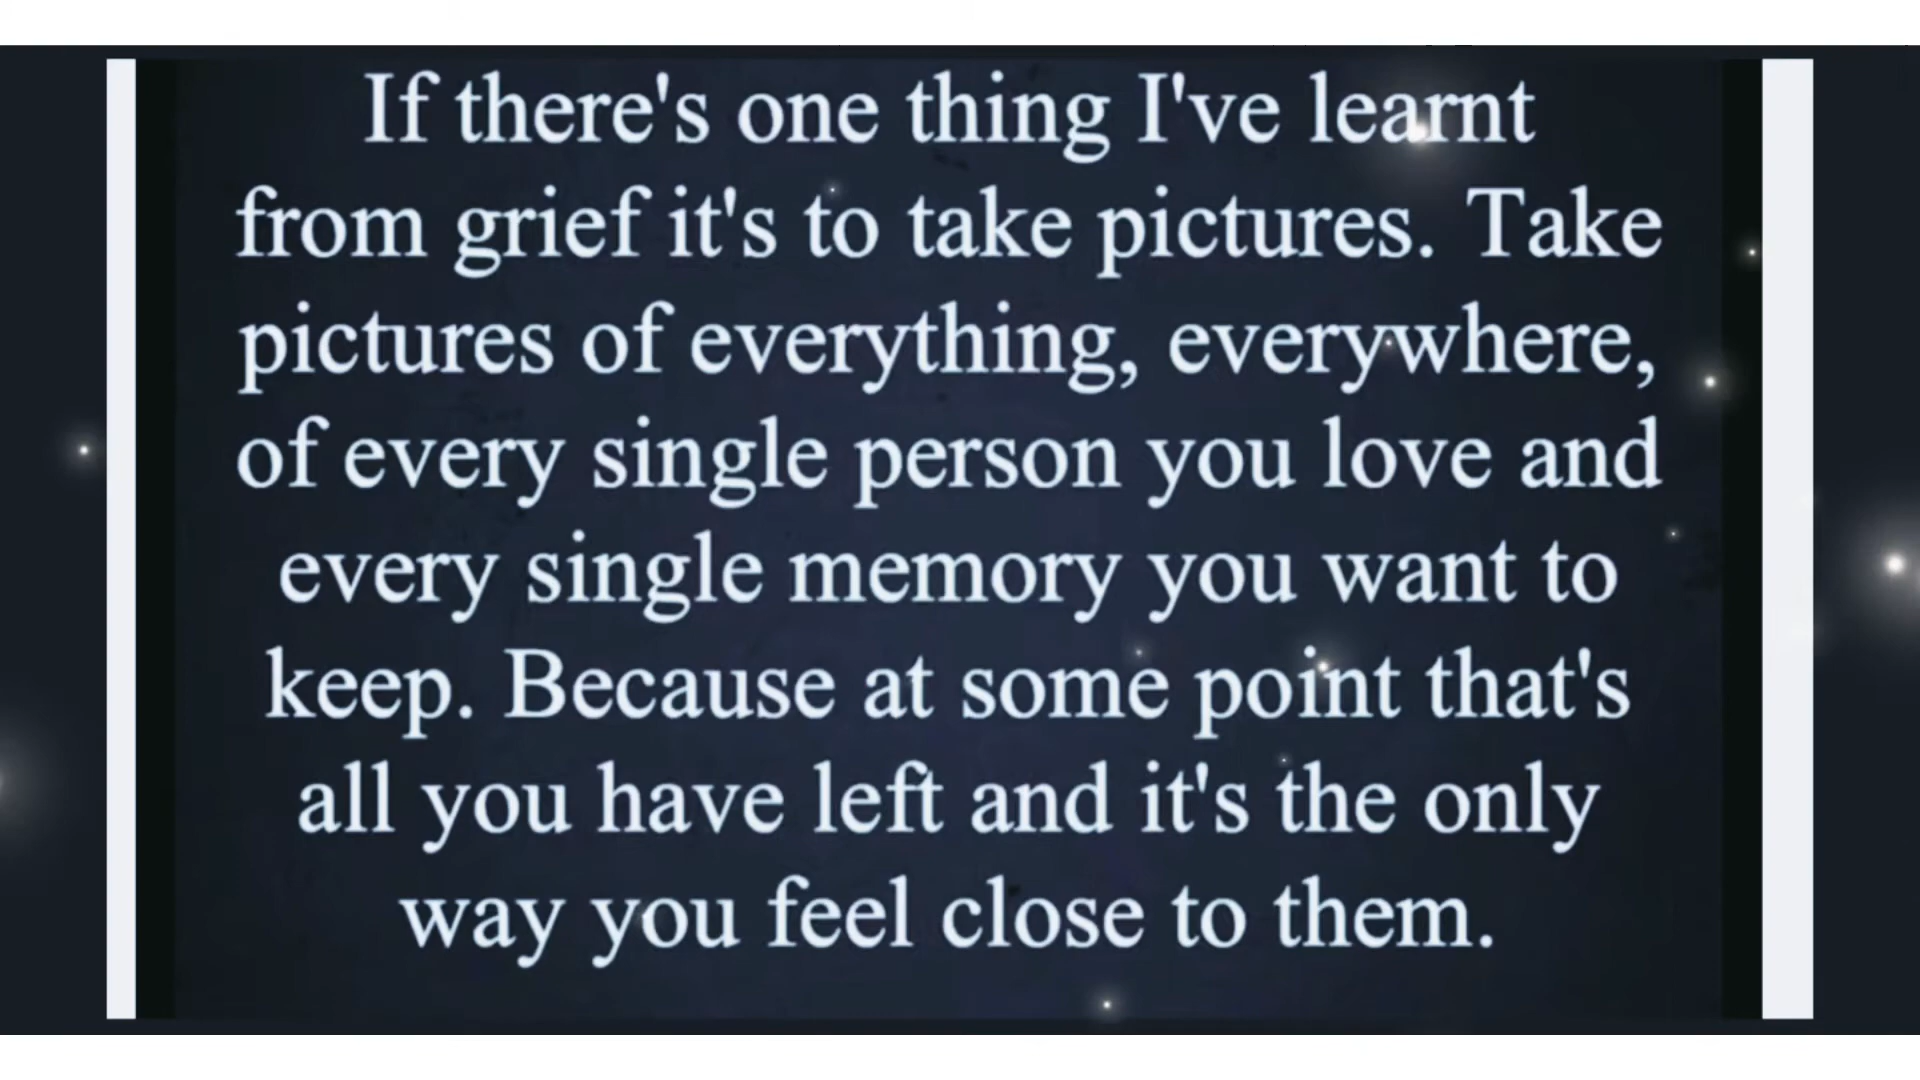 If there's one thing I've learnt
from grief it's to take pictures. Take
pictures of everything, everywhere,
of every single person you love and
every single memory you want to
keep. Because at some point that's
all you have left and it's the only
way you feel close to them.